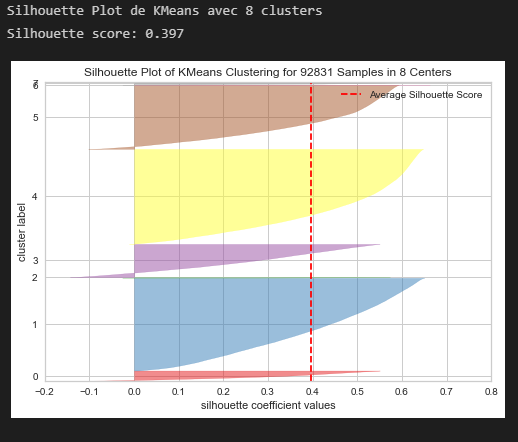 Silhouette Plot de KMeans avec 8 clusters
Silhouette score: 0.397
Silhouette Plot of KMeans Clustering for 92831 Samples in 8 Centers
Average Silhouette Score
7
6
5
4
3
2
1
0
cluster label
-0.2 -0.1 0.0 0.1 0.2 0.3 0.4 0.5 0.6 0.7 0.8
silhouette coefficient values